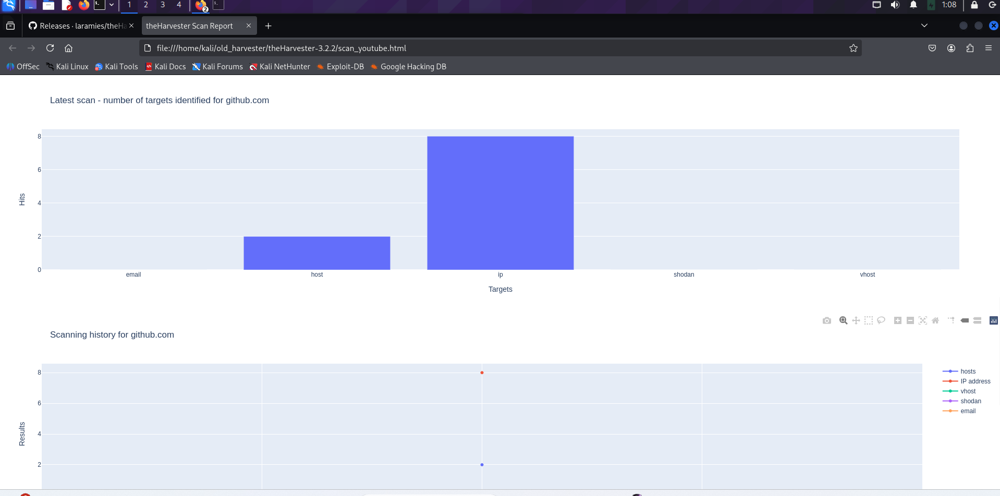 1 2 3 4 2 1:08
Releases · laramies/theHa theHarvester Scan Report
file:///home/kali/old_harvester/theHarvester-3.2.2/scan_youtube.html
OffSec Kali Linux Kali Tools Kali Docs Kali Forums Kali NetHunter Exploit-DB Google Hacking DB
Latest scan - number of targets identified for github.com
8
6
4
2
0
Hits
email host ip shodan vhost
Targets
Scanning history for github.com
8
6
4
2
Results
hosts
IP address
vhost
shodan
email